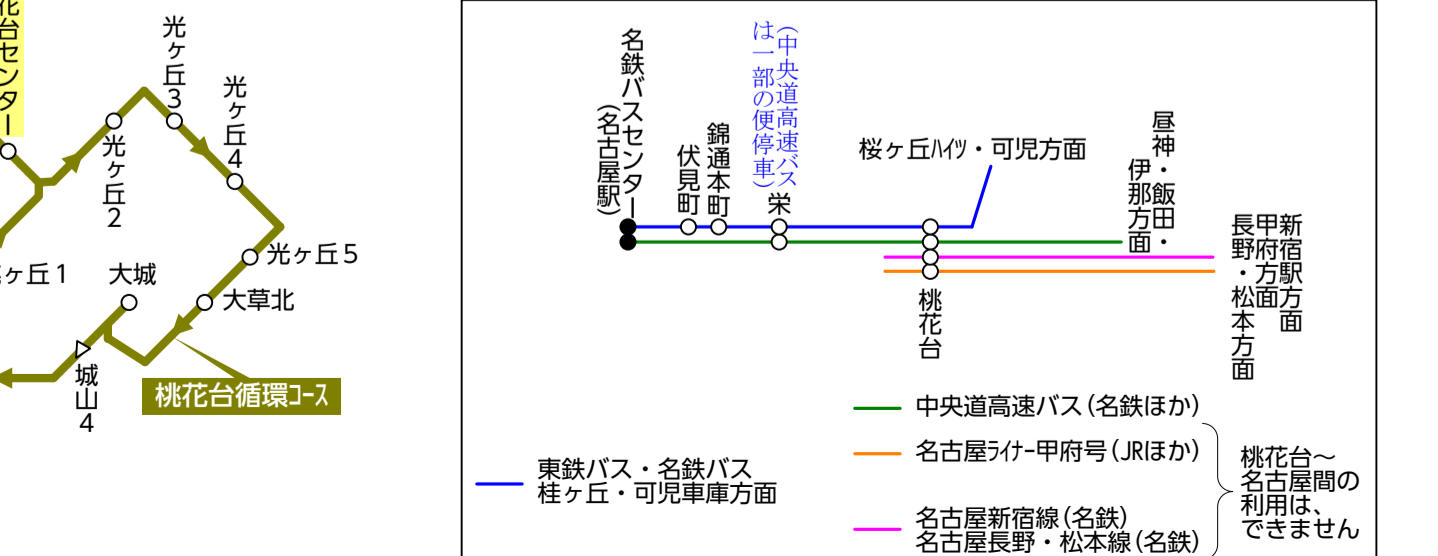 花台センター
光ヶ丘2
光ヶ丘3
光ヶ丘4
光ヶ丘5
大草北
大城
城山4
ヶ丘1
桃花台循環コース
名鉄バスセンター
(名古屋駅)
伏見町
錦通本町
(中央道高速バス
は一部の便停車)
栄
桜ヶ丘ハイツ・可児方面
桃花台
昼神・飯田・
伊那方面
新宿駅方面
甲府方面
長野・松本方面
中央道高速バス(名鉄ほか)
名古屋ライナー甲府号(JRほか)
東鉄バス・名鉄バス
桂ヶ丘・可児車庫方面
名古屋新宿線(名鉄)
名古屋長野・松本線(名鉄)
桃花台～
名古屋間の
利用は、
できません